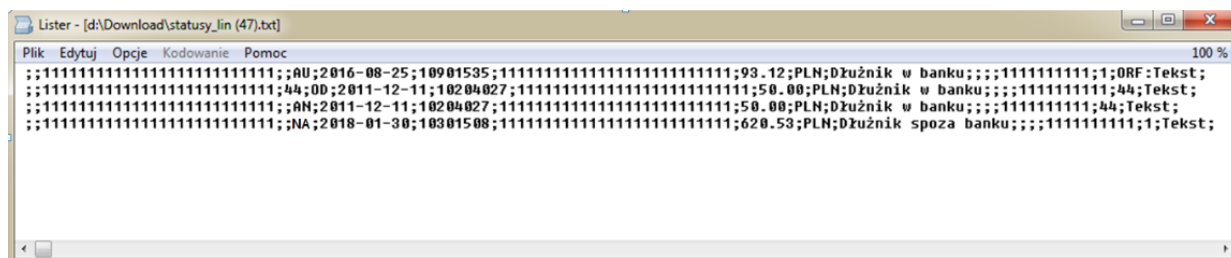 Lister - [d:\Download\statusy_lin (47).txt]
Plik Edytuj Opcje Kodowanie Pomoc 100 %
;;11111111111111111111111111;;AU;2016-08-25;10901535;11111111111111111111111111;93.12;PLN;Dłużnik w banku;;;;1111111111;1;ORF:Tekst;
;;11111111111111111111111111;44;OD;2011-12-11;10204027;11111111111111111111111111;50.00;PLN;Dłużnik w banku;;;;1111111111;44;Tekst;
;;11111111111111111111111111;;AN;2011-12-11;10204027;11111111111111111111111111;50.00;PLN;Dłużnik w banku;;;;1111111111;44;Tekst;
;;11111111111111111111111111;;NA;2018-01-30;10301508;11111111111111111111111111;620.53;PLN;Dłużnik spoza banku;;;;1111111111;1;Tekst;